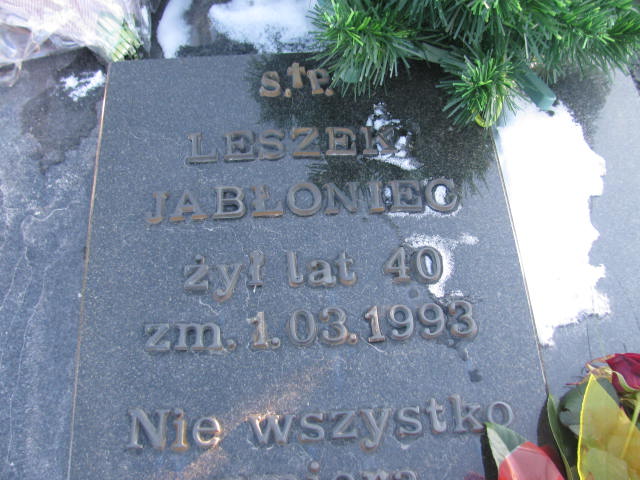 Ś.†P.
LESZEK
JABŁONIEC
żył lat 40
zm. 1.03.1993
Nie wszystko